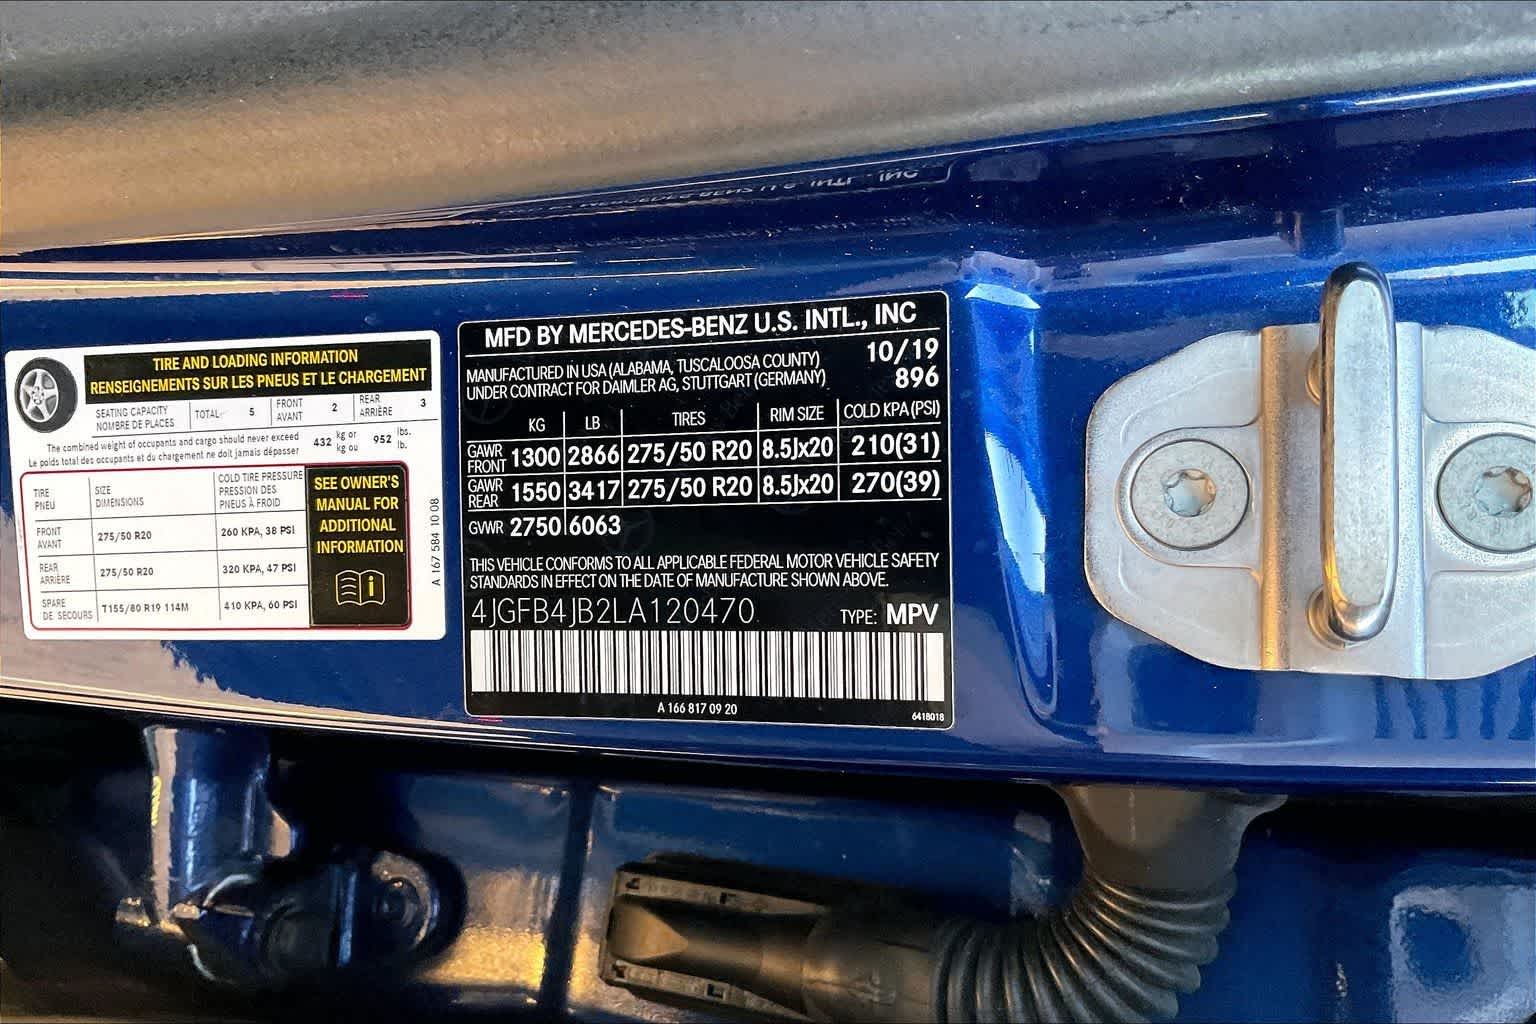 TIRE AND LOADING INFORMATION
RENSEIGNEMENTS SUR LES PNEUS ET LE CHARGEMENT
SEATING CAPACITY TOTAL 5 FRONT 2 REAR 3
NOMBRE DE PLACES AVANT ARRIÈRE
The combined weight of occupants and cargo should never exceed 432 kg or 952 lbs.
Le poids total des occupants et du chargement ne doit jamais dépasser kg ou lb.
TIRE SIZE COLD TIRE PRESSURE
PNEU DIMENSIONS PRESSION DES
PNEUS À FROID
FRONT 275/50 R20 260 KPA, 38 PSI
AVANT
REAR 275/50 R20 320 KPA, 47 PSI
ARRIÈRE
SPARE T155/80 R19 114M 410 KPA, 60 PSI
DE SECOURS
SEE OWNER'S
MANUAL FOR
ADDITIONAL
INFORMATION
A 167 584 10 08
MFD BY MERCEDES-BENZ U.S. INTL., INC
MANUFACTURED IN USA (ALABAMA, TUSCALOOSA COUNTY) 10/19
UNDER CONTRACT FOR DAIMLER AG, STUTTGART (GERMANY) 896
KG LB TIRES RIM SIZE COLD KPA(PSI)
GAWR FRONT 1300 2866 275/50 R20 8.5Jx20 210(31)
GAWR REAR 1550 3417 275/50 R20 8.5Jx20 270(39)
GVWR 2750 6063
THIS VEHICLE CONFORMS TO ALL APPLICABLE FEDERAL MOTOR VEHICLE SAFETY
STANDARDS IN EFFECT ON THE DATE OF MANUFACTURE SHOWN ABOVE.
4JGFB4JB2LA120470 TYPE: MPV
A 166 817 09 20
6418018